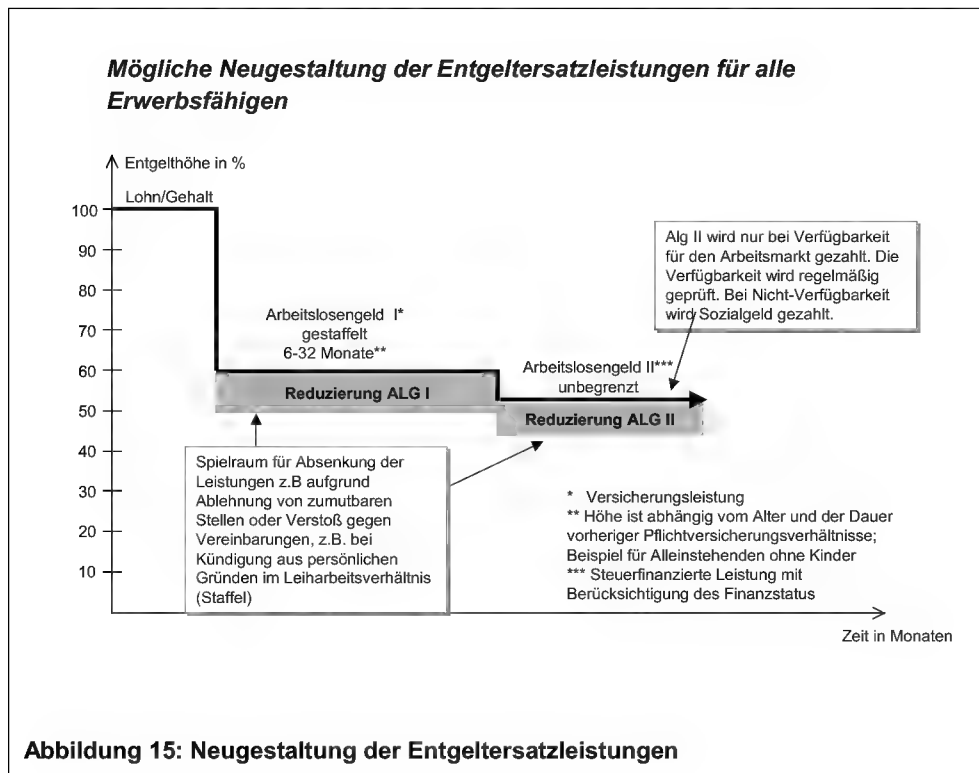 Mögliche Neugestaltung der Entgeltersatzleistungen für alle
Erwerbsfähigen
Entgelthöhe in %
Lohn/Gehalt
100
90
80
70
60
50
40
30
20
10
Alg II wird nur bei Verfügbarkeit
für den Arbeitsmarkt gezahlt. Die
Verfügbarkeit wird regelmäßig
geprüft. Bei Nicht-Verfügbarkeit
wird Sozialgeld gezahlt.
Arbeitslosengeld I*
gestaffelt
6-32 Monate**
Arbeitslosengeld II***
unbegrenzt
Reduzierung ALG I
Reduzierung ALG II
Spielraum für Absenkung der
Leistungen z.B aufgrund
Ablehnung von zumutbaren
Stellen oder Verstoß gegen
Vereinbarungen, z.B. bei
Kündigung aus persönlichen
Gründen im Leiharbeitsverhältnis
(Staffel)
* Versicherungsleistung
** Höhe ist abhängig vom Alter und der Dauer
vorheriger Pflichtversicherungsverhältnisse;
Beispiel für Alleinstehenden ohne Kinder
*** Steuerfinanzierte Leistung mit
Berücksichtigung des Finanzstatus
Zeit in Monaten
Abbildung 15: Neugestaltung der Entgeltersatzleistungen